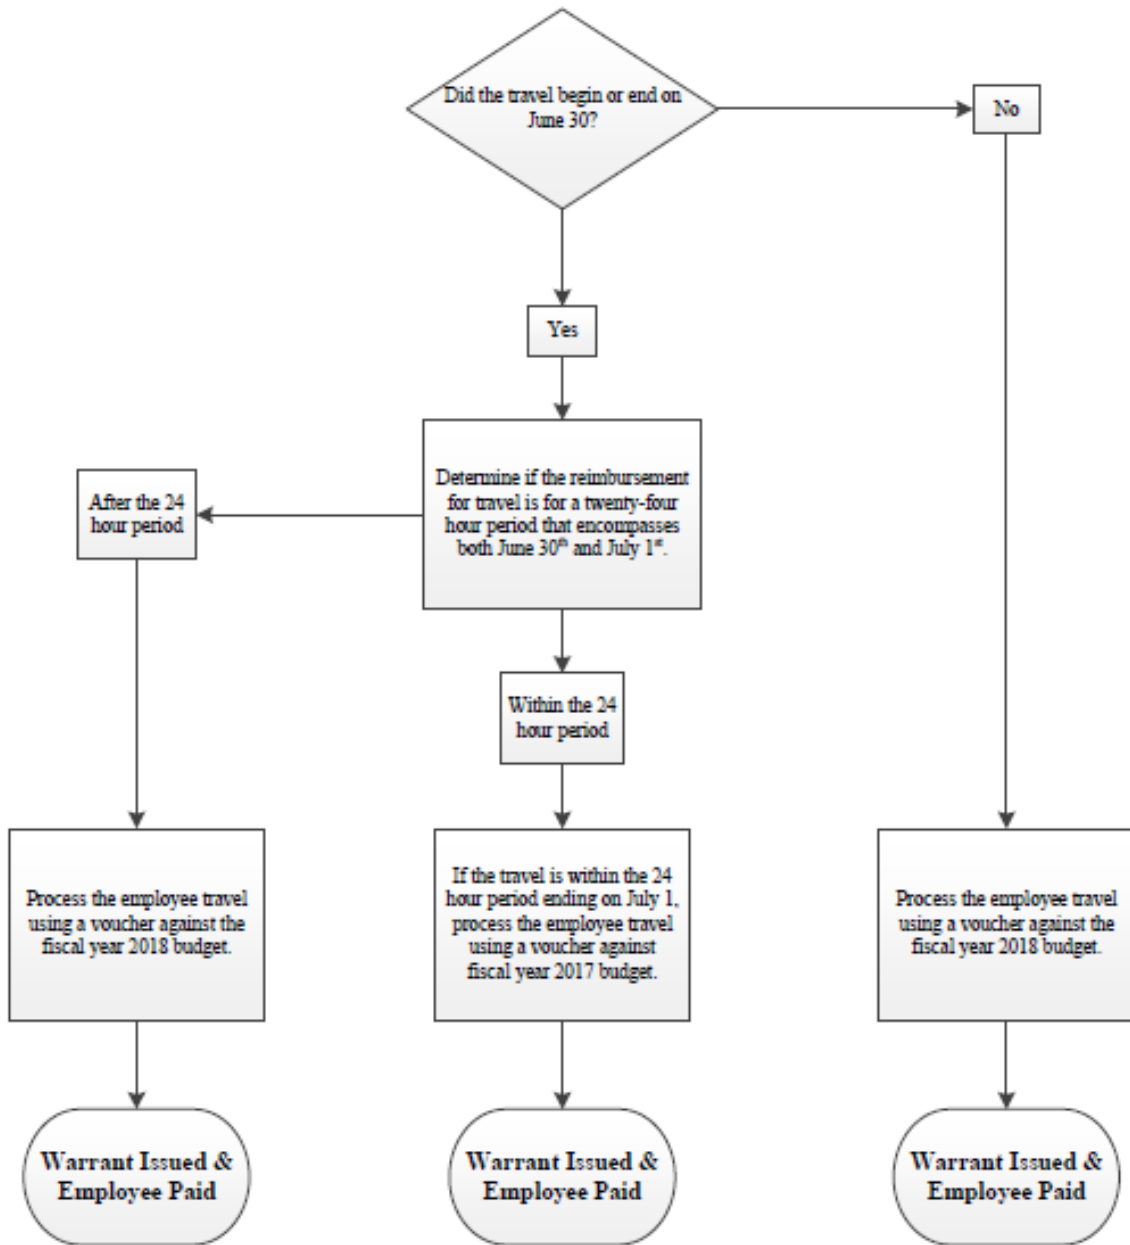 Did the travel begin or end on
June 30?
No
Yes
Determine if the reimbursement
for travel is for a twenty-four
hour period that encompasses
both June 30th and July 1st.
After the 24
hour period
Within the 24
hour period
Process the employee travel
using a voucher against the
fiscal year 2018 budget.
If the travel is within the 24
hour period ending on July 1,
process the employee travel
using a voucher against
fiscal year 2017 budget.
Process the employee travel
using a voucher against the
fiscal year 2018 budget.
Warrant Issued &
Employee Paid
Warrant Issued &
Employee Paid
Warrant Issued &
Employee Paid